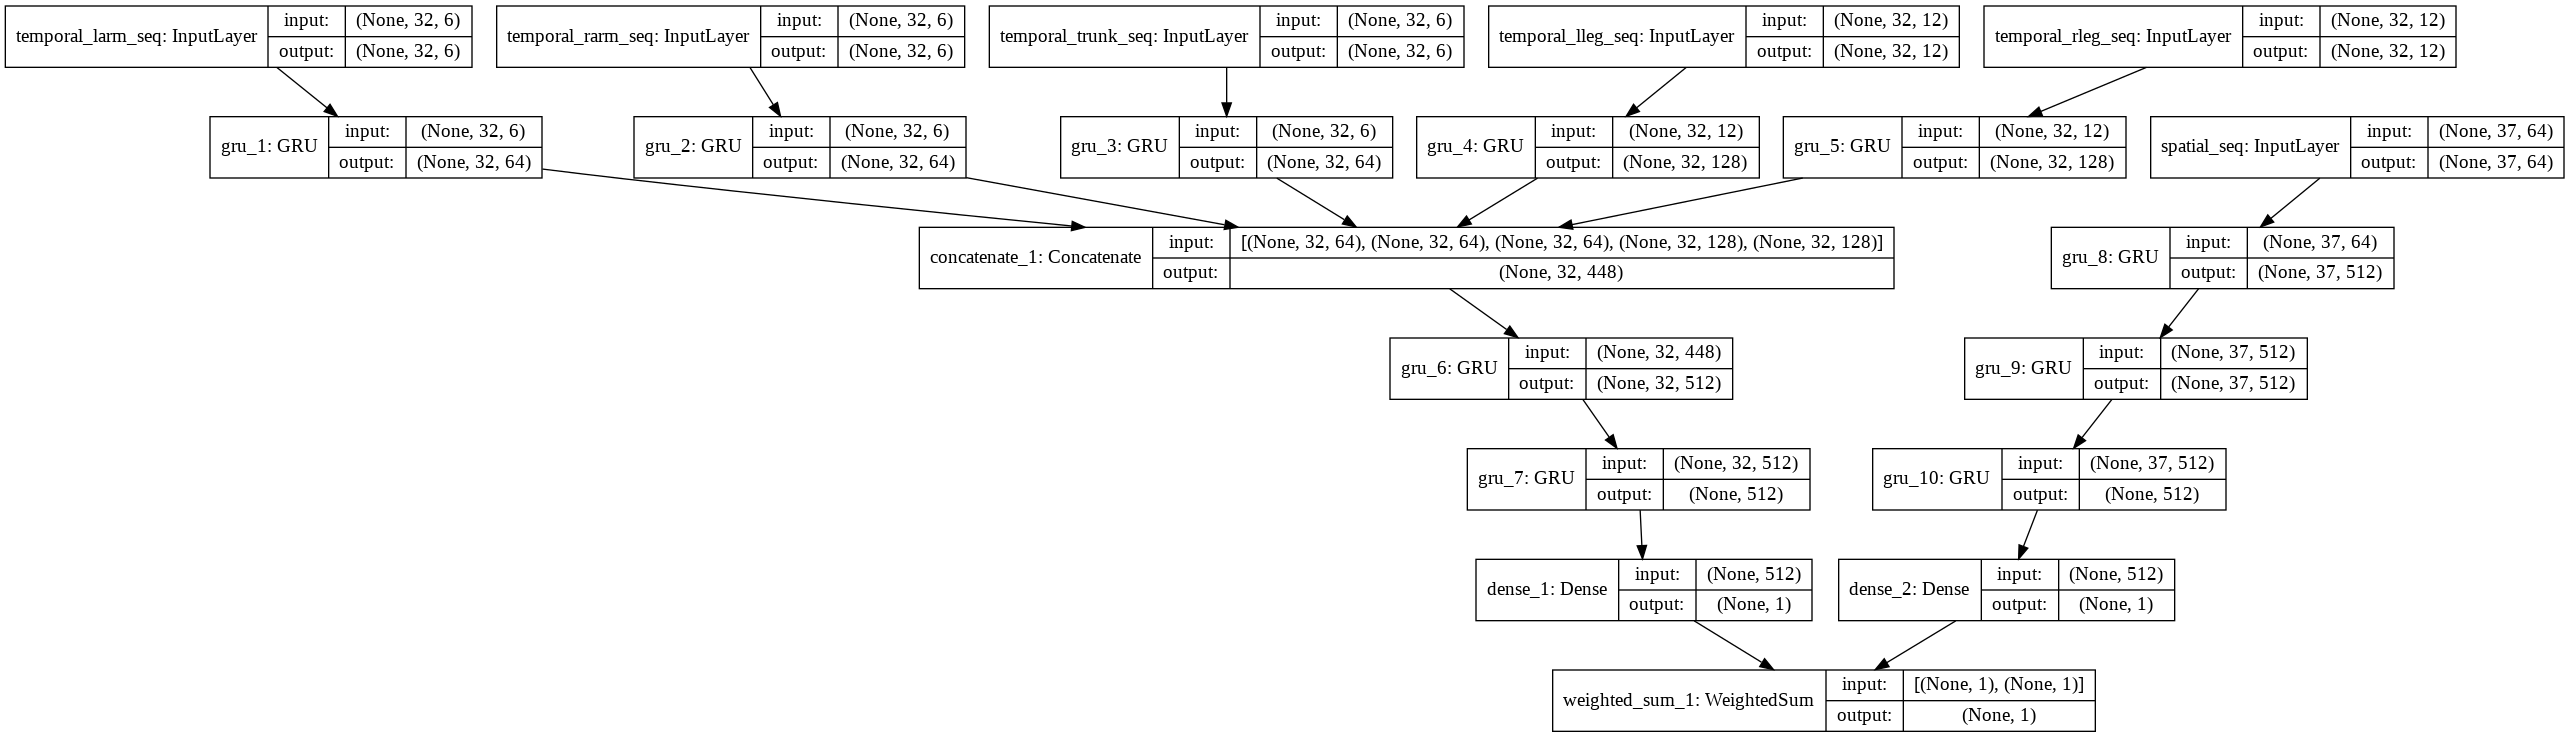 temporal_larm_seq: InputLayer
input: (None, 32, 6)
output: (None, 32, 6)
temporal_rarm_seq: InputLayer
input: (None, 32, 6)
output: (None, 32, 6)
temporal_trunk_seq: InputLayer
input: (None, 32, 6)
output: (None, 32, 6)
temporal_lleg_seq: InputLayer
input: (None, 32, 12)
output: (None, 32, 12)
temporal_rleg_seq: InputLayer
input: (None, 32, 12)
output: (None, 32, 12)
gru_1: GRU
input: (None, 32, 6)
output: (None, 32, 64)
gru_2: GRU
input: (None, 32, 6)
output: (None, 32, 64)
gru_3: GRU
input: (None, 32, 6)
output: (None, 32, 64)
gru_4: GRU
input: (None, 32, 12)
output: (None, 32, 128)
gru_5: GRU
input: (None, 32, 12)
output: (None, 32, 128)
spatial_seq: InputLayer
input: (None, 37, 64)
output: (None, 37, 64)
concatenate_1: Concatenate
input: [(None, 32, 64), (None, 32, 64), (None, 32, 64), (None, 32, 128), (None, 32, 128)]
output: (None, 32, 448)
gru_8: GRU
input: (None, 37, 64)
output: (None, 37, 512)
gru_6: GRU
input: (None, 32, 448)
output: (None, 32, 512)
gru_9: GRU
input: (None, 37, 512)
output: (None, 37, 512)
gru_7: GRU
input: (None, 32, 512)
output: (None, 512)
gru_10: GRU
input: (None, 37, 512)
output: (None, 512)
dense_1: Dense
input: (None, 512)
output: (None, 1)
dense_2: Dense
input: (None, 512)
output: (None, 1)
weighted_sum_1: WeightedSum
input: [(None, 1), (None, 1)]
output: (None, 1)